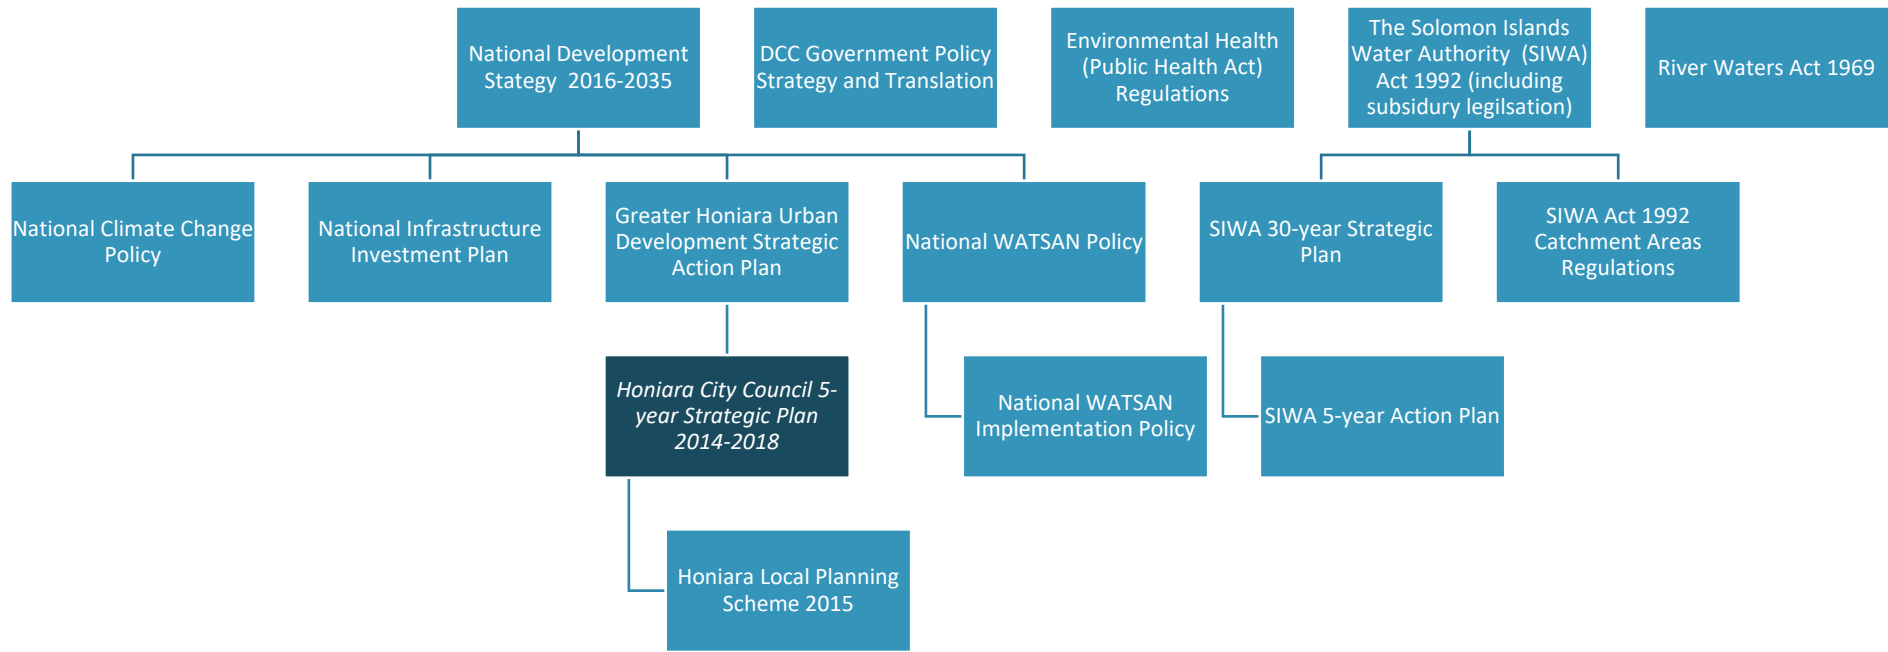 National Development
Stategy 2016-2035
DCC Government Policy
Strategy and Translation
Environmental Health
(Public Health Act)
Regulations
The Solomon Islands
Water Authority (SIWA)
Act 1992 (including
subsidury legilsation)
River Waters Act 1969
National Climate Change
Policy
National Infrastructure
Investment Plan
Greater Honiara Urban
Development Strategic
Action Plan
National WATSAN Policy
SIWA 30-year Strategic
Plan
SIWA Act 1992
Catchment Areas
Regulations
Honiara City Council 5-
year Strategic Plan
2014-2018
National WATSAN
Implementation Policy
SIWA 5-year Action Plan
Honiara Local Planning
Scheme 2015